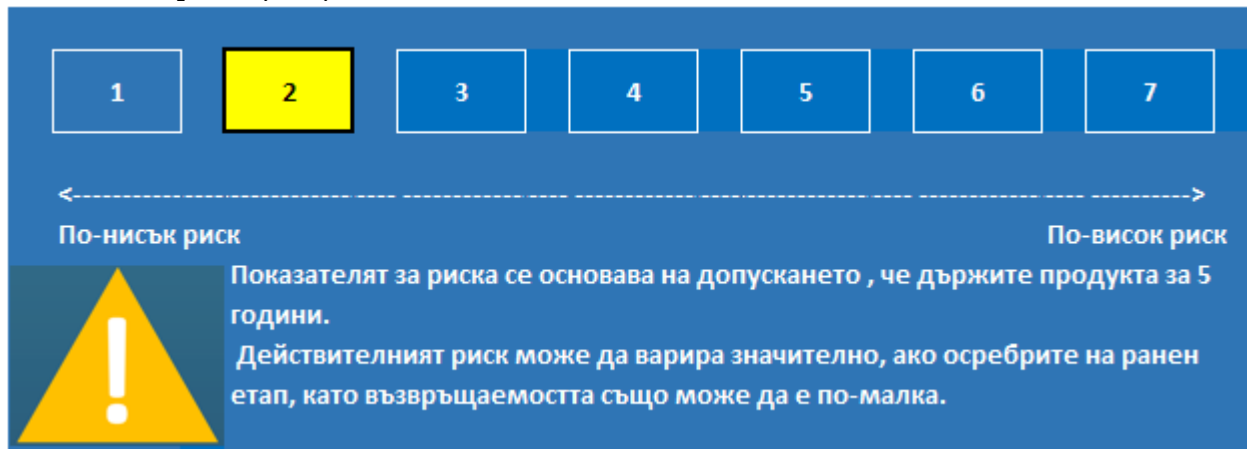 1 2 3 4 5 6 7
<----------- ---------------------- ---- ----------------- ---- ---------------------------- ---- ----------------- ---- ---------->
По-нисък риск По-висок риск
Показателят за риска се основава на допускането , че държите продукта за 5
години.
Действителният риск може да варира значително, ако осребрите на ранен
етап, като възвръщаемостта също може да е по-малка.